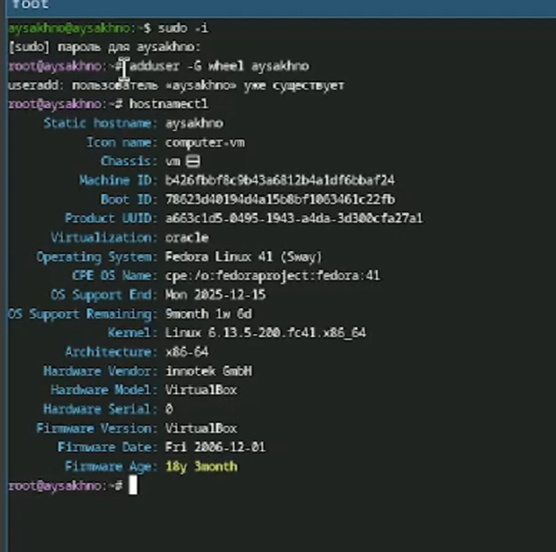 foot
aysakhno@aysakhno:~$ sudo -i
[sudo] пароль для aysakhno:
root@aysakhno:~# adduser -G wheel aysakhno
useradd: пользователь «aysakhno» уже существует
root@aysakhno:~# hostnamectl
Static hostname: aysakhno
Icon name: computer-vm
Chassis: vm
Machine ID: b426fbbf8c9b43a6812b4a1df6bbaf24
Boot ID: 78623d40194d4a15b8bf1063461c22fb
Product UUID: a663c1d5-0495-1943-a4da-3d300cfa27a1
Virtualization: oracle
Operating System: Fedora Linux 41 (Sway)
CPE OS Name: cpe:/o:fedoraproject:fedora:41
OS Support End: Mon 2025-12-15
OS Support Remaining: 9month 1w 6d
Kernel: Linux 6.13.5-200.fc41.x86_64
Architecture: x86-64
Hardware Vendor: innotek GmbH
Hardware Model: VirtualBox
Hardware Serial: 0
Firmware Version: VirtualBox
Firmware Date: Fri 2006-12-01
Firmware Age: 18y 3month
root@aysakhno:~#